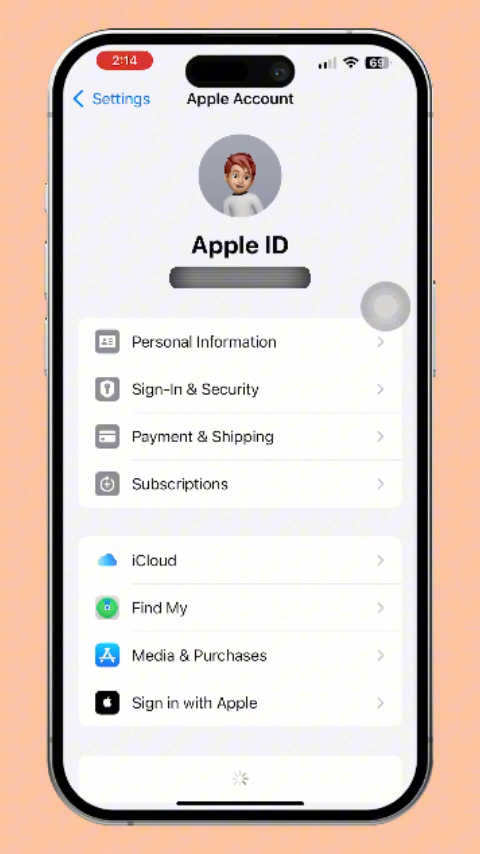 2:14
69
Settings
Apple Account
Apple ID
Personal Information
Sign-In & Security
Payment & Shipping
Subscriptions
iCloud
Find My
Media & Purchases
Sign in with Apple